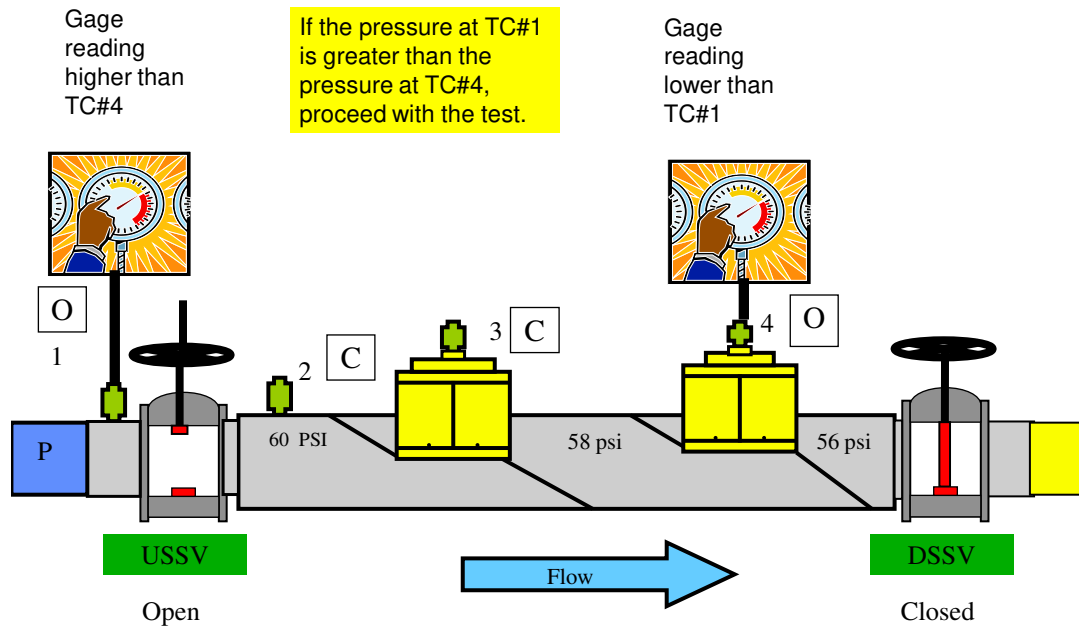 Gage
reading
higher than
TC#4
If the pressure at TC#1
is greater than the
pressure at TC#4,
proceed with the test.
Gage
reading
lower than
TC#1
O
1
2
C
3
C
4
O
P
60 PSI
58 psi
56 psi
USSV
Flow
DSSV
Open
Closed